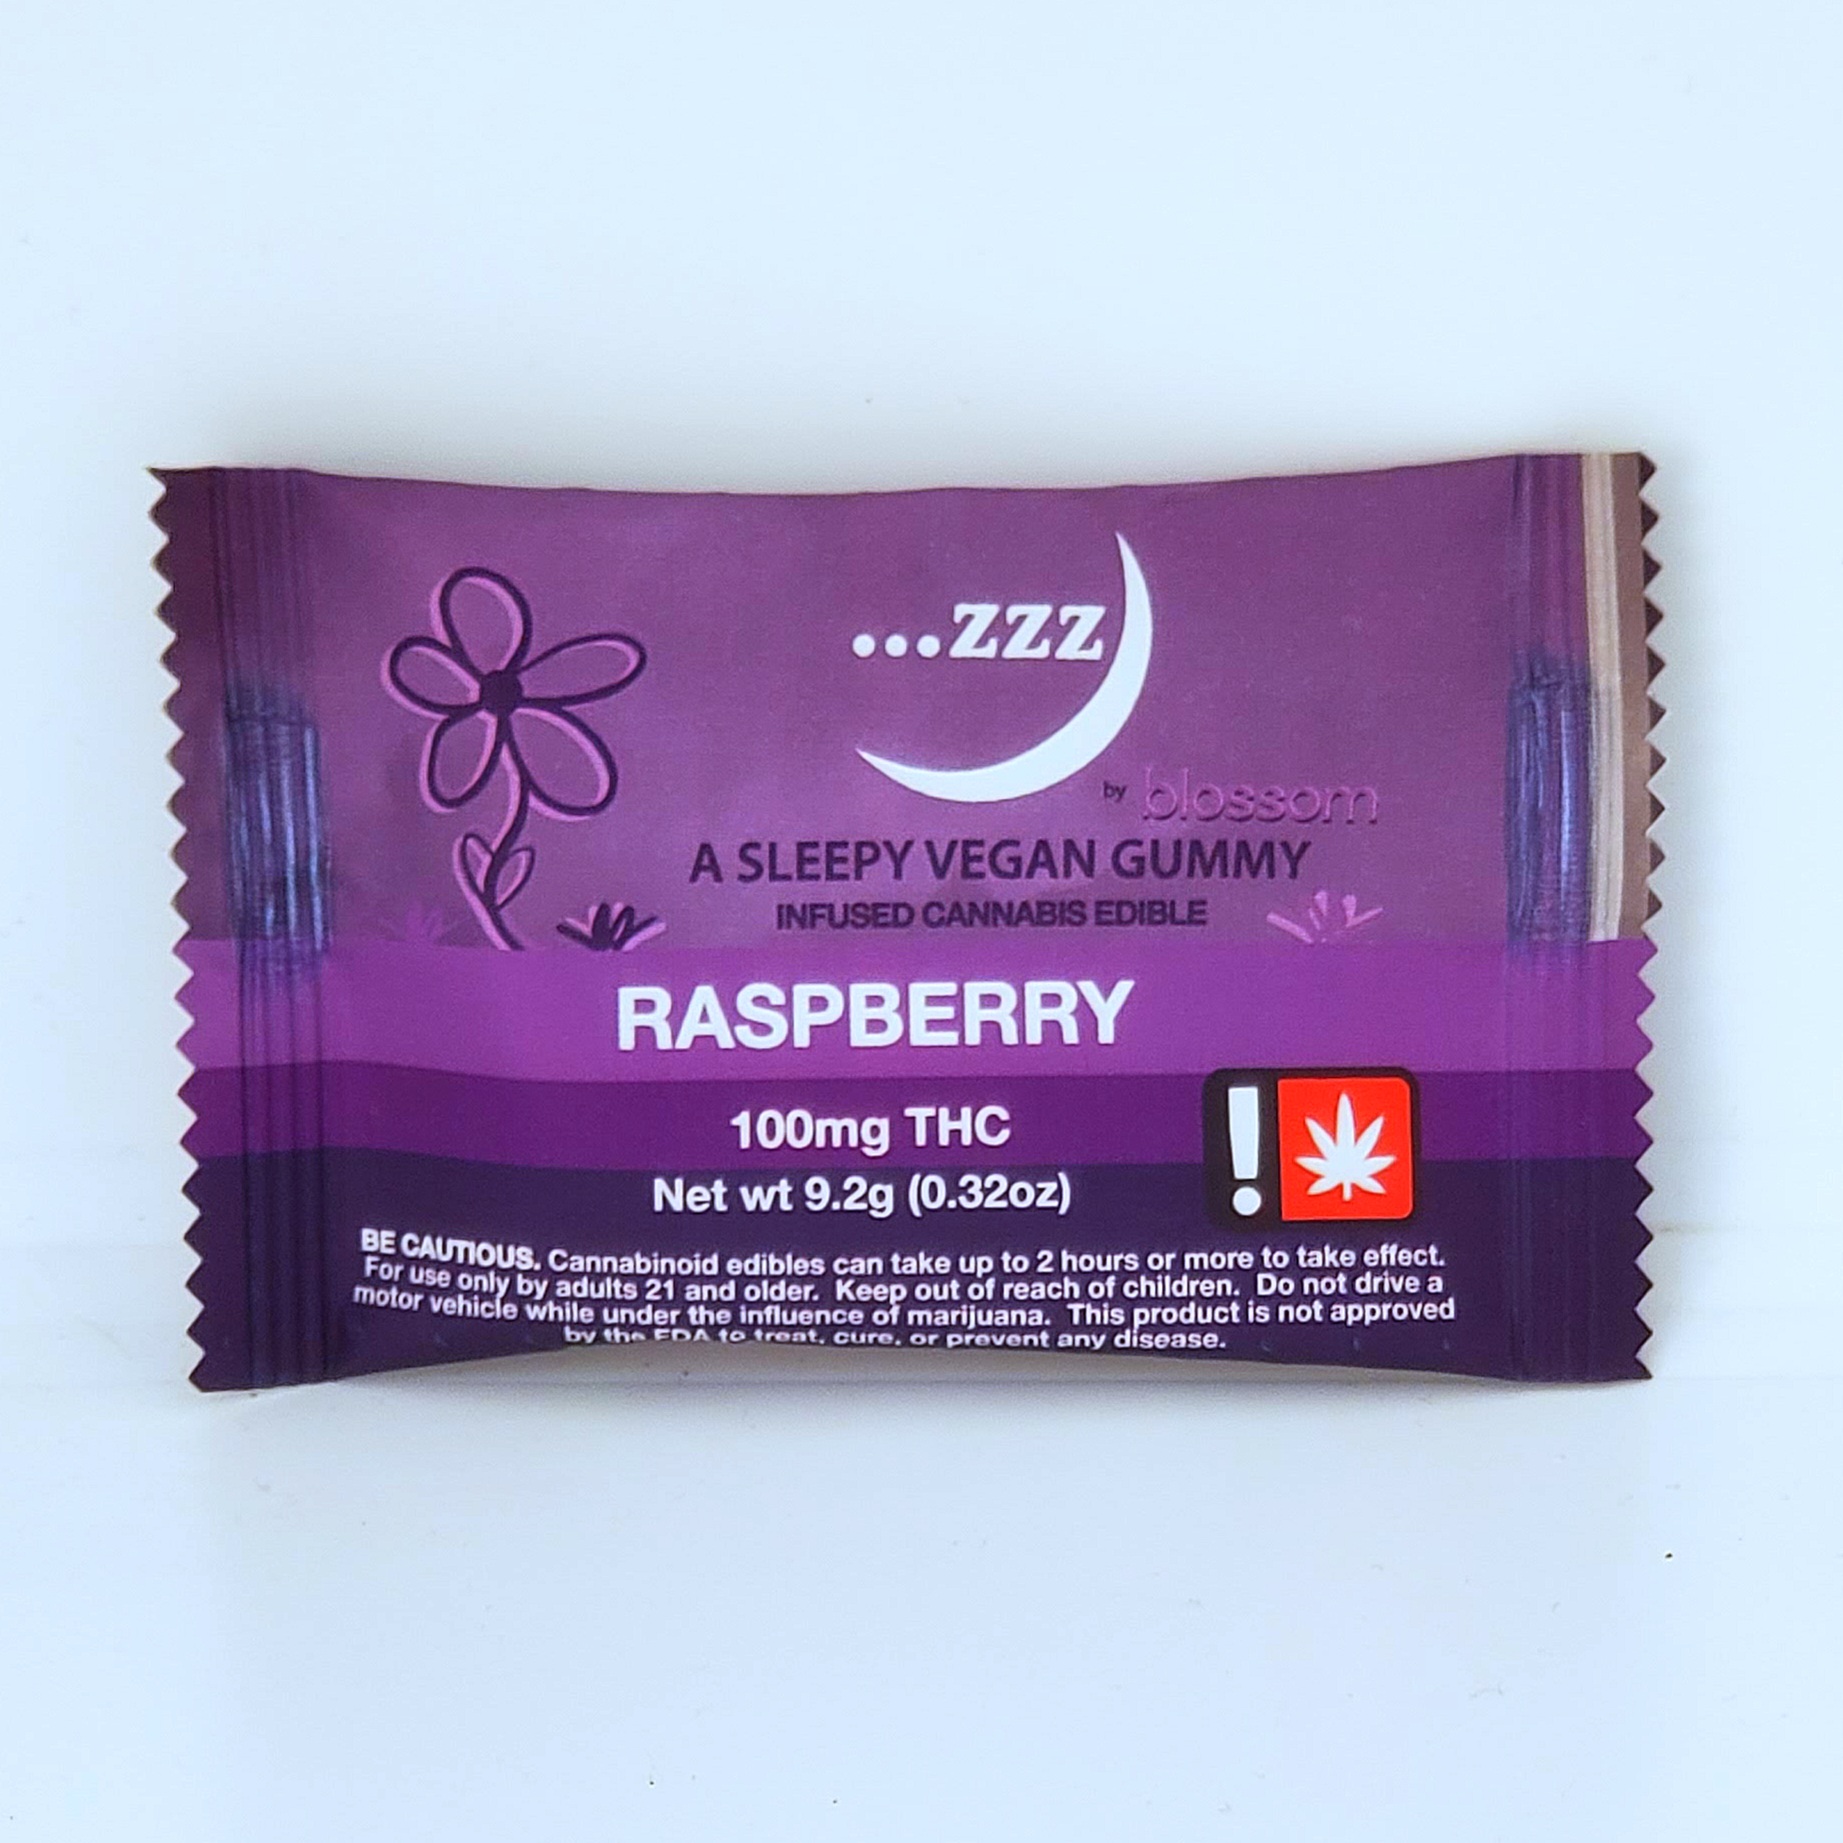 ...zzz
by blossom
A SLEEPY VEGAN GUMMY
INFUSED CANNABIS EDIBLE
RASPBERRY
100mg THC
Net wt 9.2g (0.32oz)
!
BE CAUTIOUS. Cannabinoid edibles can take up to 2 hours or more to take effect.
For use only by adults 21 and older. Keep out of reach of children. Do not drive a
motor vehicle while under the influence of marijuana. This product is not approved
by the FDA to treat, cure, or prevent any disease.